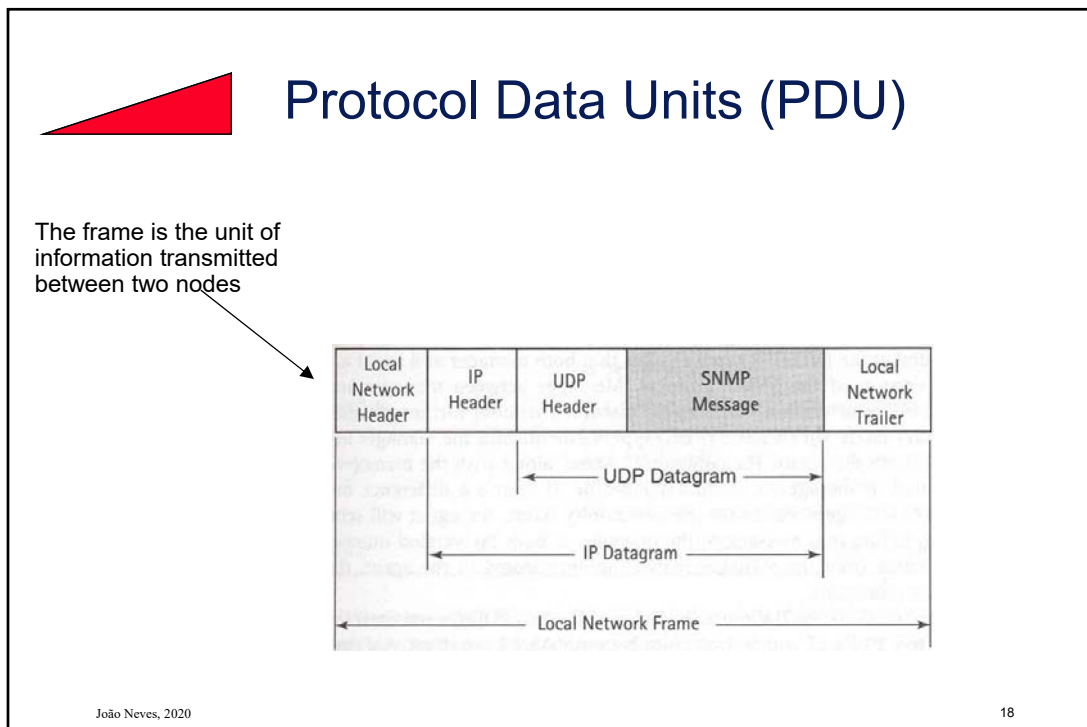 Protocol Data Units (PDU)
The frame is the unit of
information transmitted
between two nodes
Local
Network
Header
IP
Header
UDP
Header
SNMP
Message
Local
Network
Trailer
UDP Datagram
IP Datagram
Local Network Frame
João Neves, 2020
18